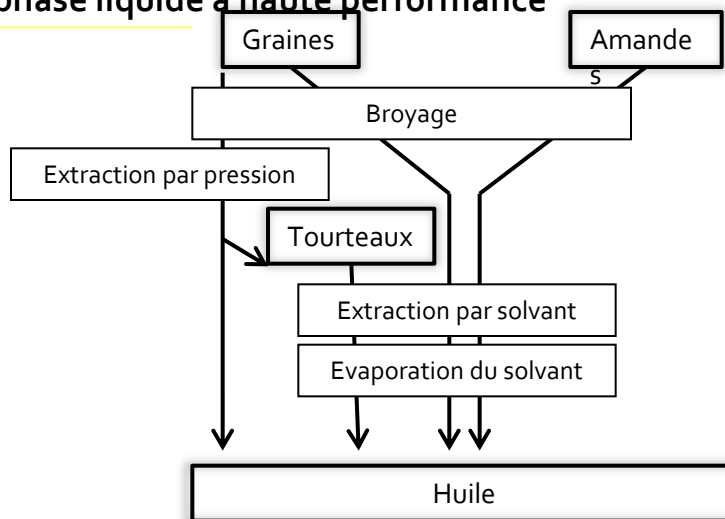 phase liquide à haute performance
Graines
Amande
s
Broyage
Extraction par pression
Tourteaux
Extraction par solvant
Evaporation du solvant
Huile